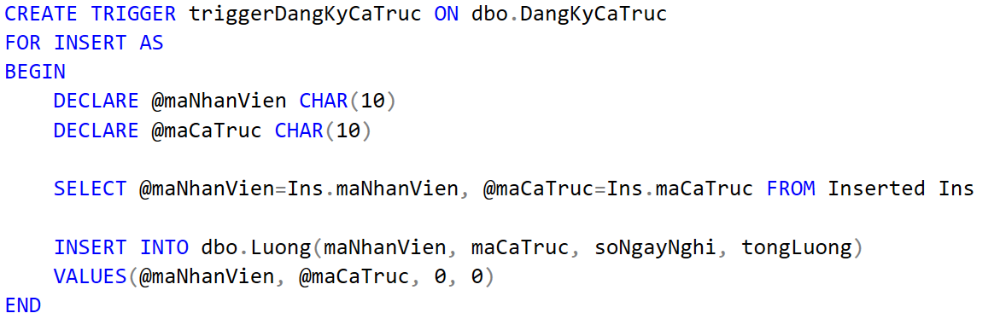 CREATE TRIGGER triggerDangKyCaTruc ON dbo.DangKyCaTruc
FOR INSERT AS
BEGIN
    DECLARE @maNhanVien CHAR(10)
    DECLARE @maCaTruc CHAR(10)
    SELECT @maNhanVien=Ins.maNhanVien, @maCaTruc=Ins.maCaTruc FROM Inserted Ins
    INSERT INTO dbo.Luong(maNhanVien, maCaTruc, soNgayNghi, tongLuong)
    VALUES(@maNhanVien, @maCaTruc, 0, 0)
END